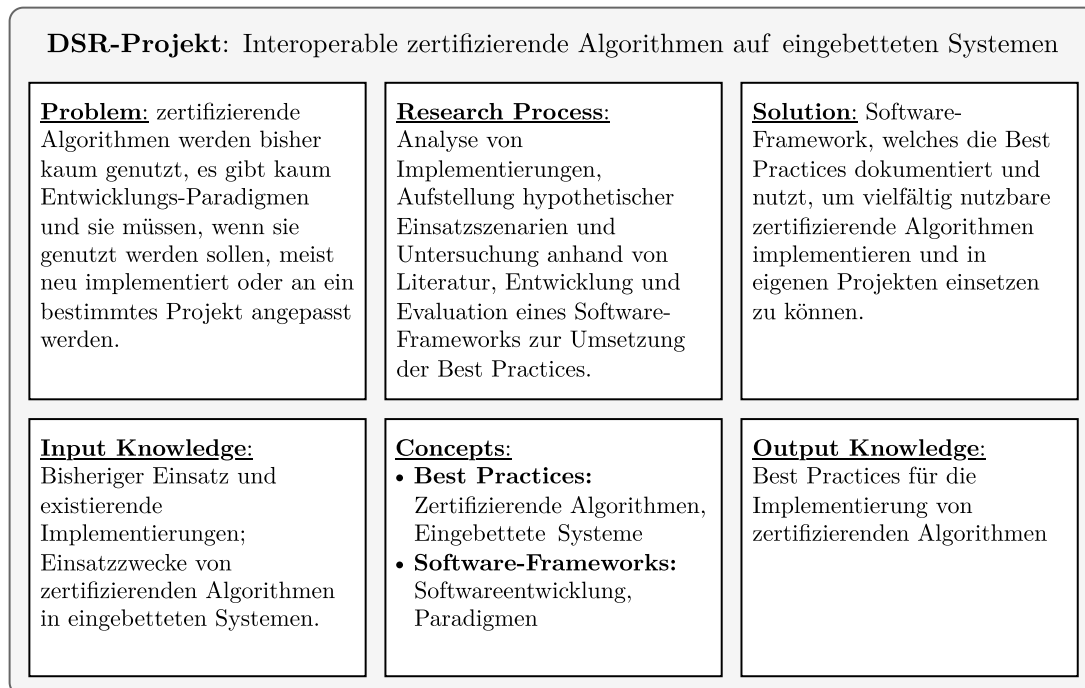 DSR-Projekt: Interoperable zertifizierende Algorithmen auf eingebetteten Systemen
Problem: zertifizierende
Algorithmen werden bisher
kaum genutzt, es gibt kaum
Entwicklungs-Paradigmen
und sie müssen, wenn sie
genutzt werden sollen, meist
neu implementiert oder an ein
bestimmtes Projekt angepasst
werden.
Research Process:
Analyse von
Implementierungen,
Aufstellung hypothetischer
Einsatzszenarien und
Untersuchung anhand von
Literatur, Entwicklung und
Evaluation eines Software-
Frameworks zur Umsetzung
der Best Practices.
Solution: Software-
Framework, welches die Best
Practices dokumentiert und
nutzt, um vielfältig nutzbare
zertifizierende Algorithmen
implementieren und in
eigenen Projekten einsetzen
zu können.
Input Knowledge:
Bisheriger Einsatz und
existierende
Implementierungen;
Einsatzzwecke von
zertifizierenden Algorithmen
in eingebetteten Systemen.
Concepts:
• Best Practices:
Zertifizierende Algorithmen,
Eingebettete Systeme
• Software-Frameworks:
Softwareentwicklung,
Paradigmen
Output Knowledge:
Best Practices für die
Implementierung von
zertifizierenden Algorithmen